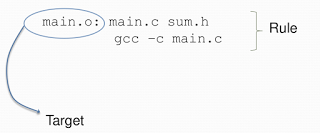 main.o: main.c sum.h
gcc -c main.c
Rule
Target